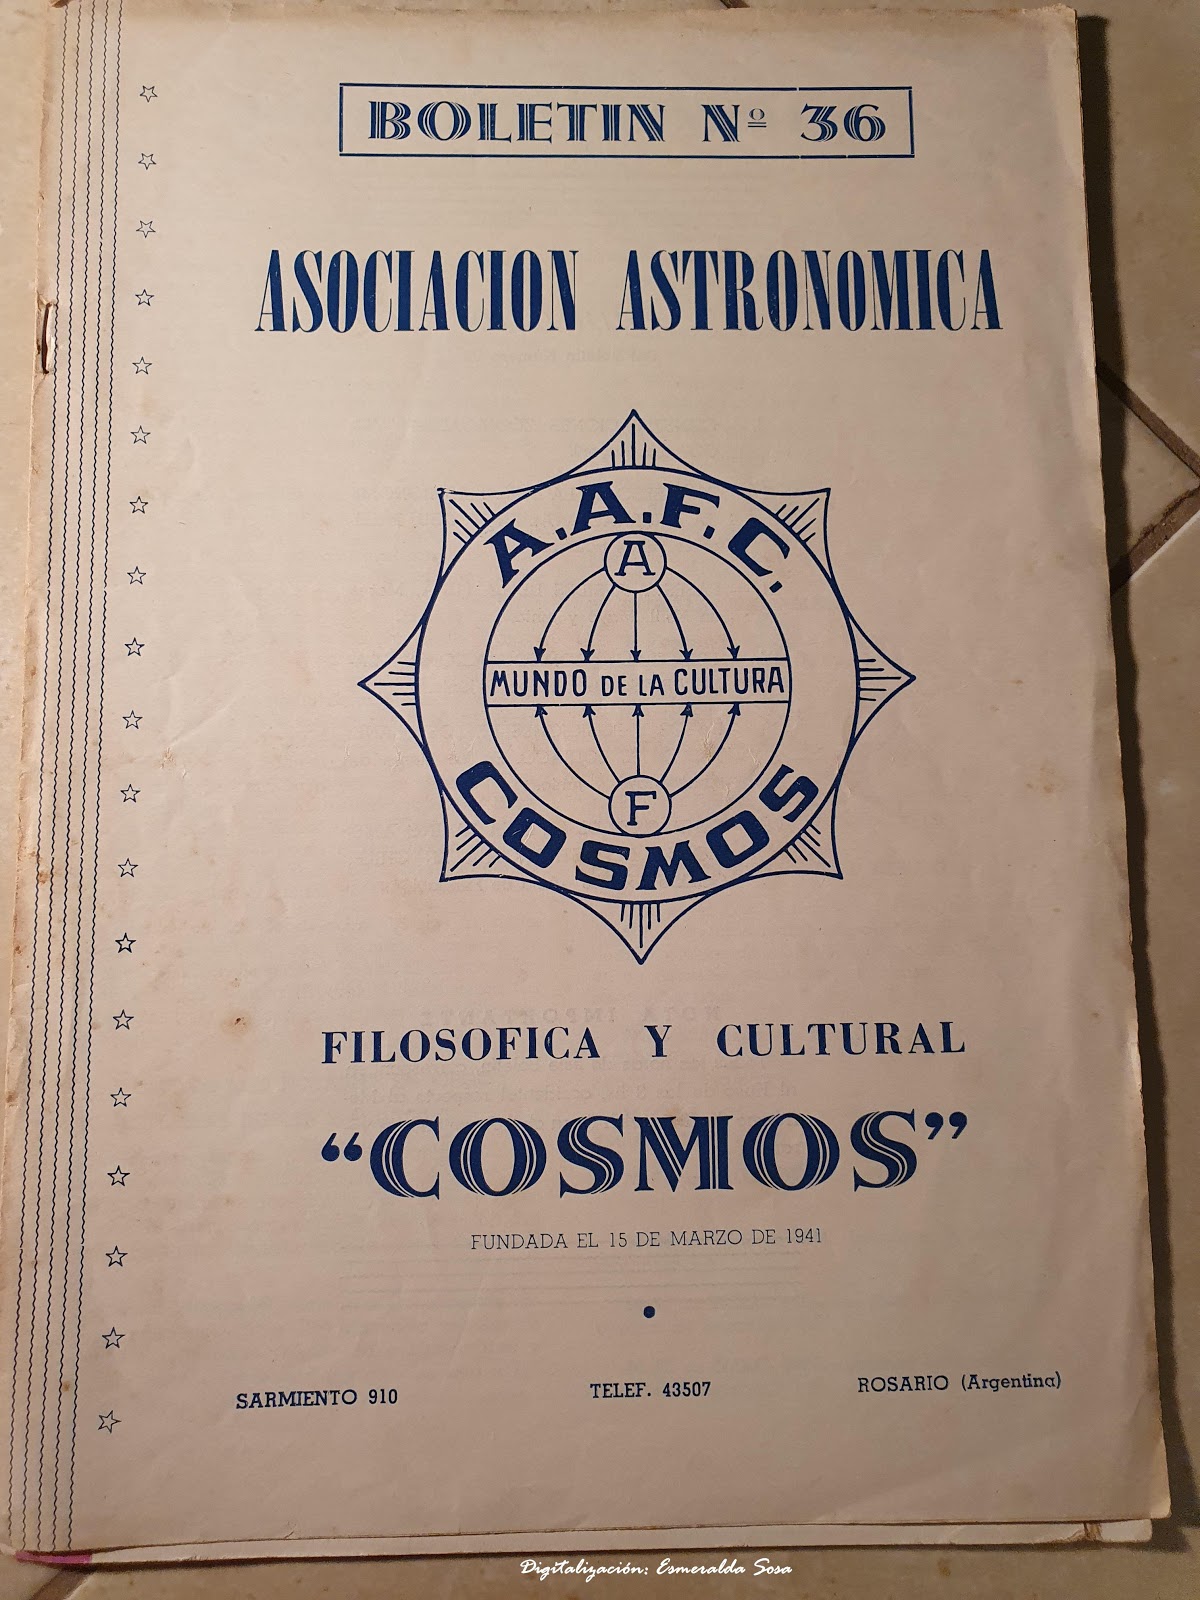 BOLETIN Nº 36
ASOCIACION ASTRONOMICA
A.A.F.C.
A
MUNDO DE LA CULTURA
F
COSMOS
FILOSOFICA Y CULTURAL
“COSMOS”
FUNDADA EL 15 DE MARZO DE 1941
SARMIENTO 910 TELEF. 43507 ROSARIO (Argentina)
Digitalización: Esmeralda Sosa